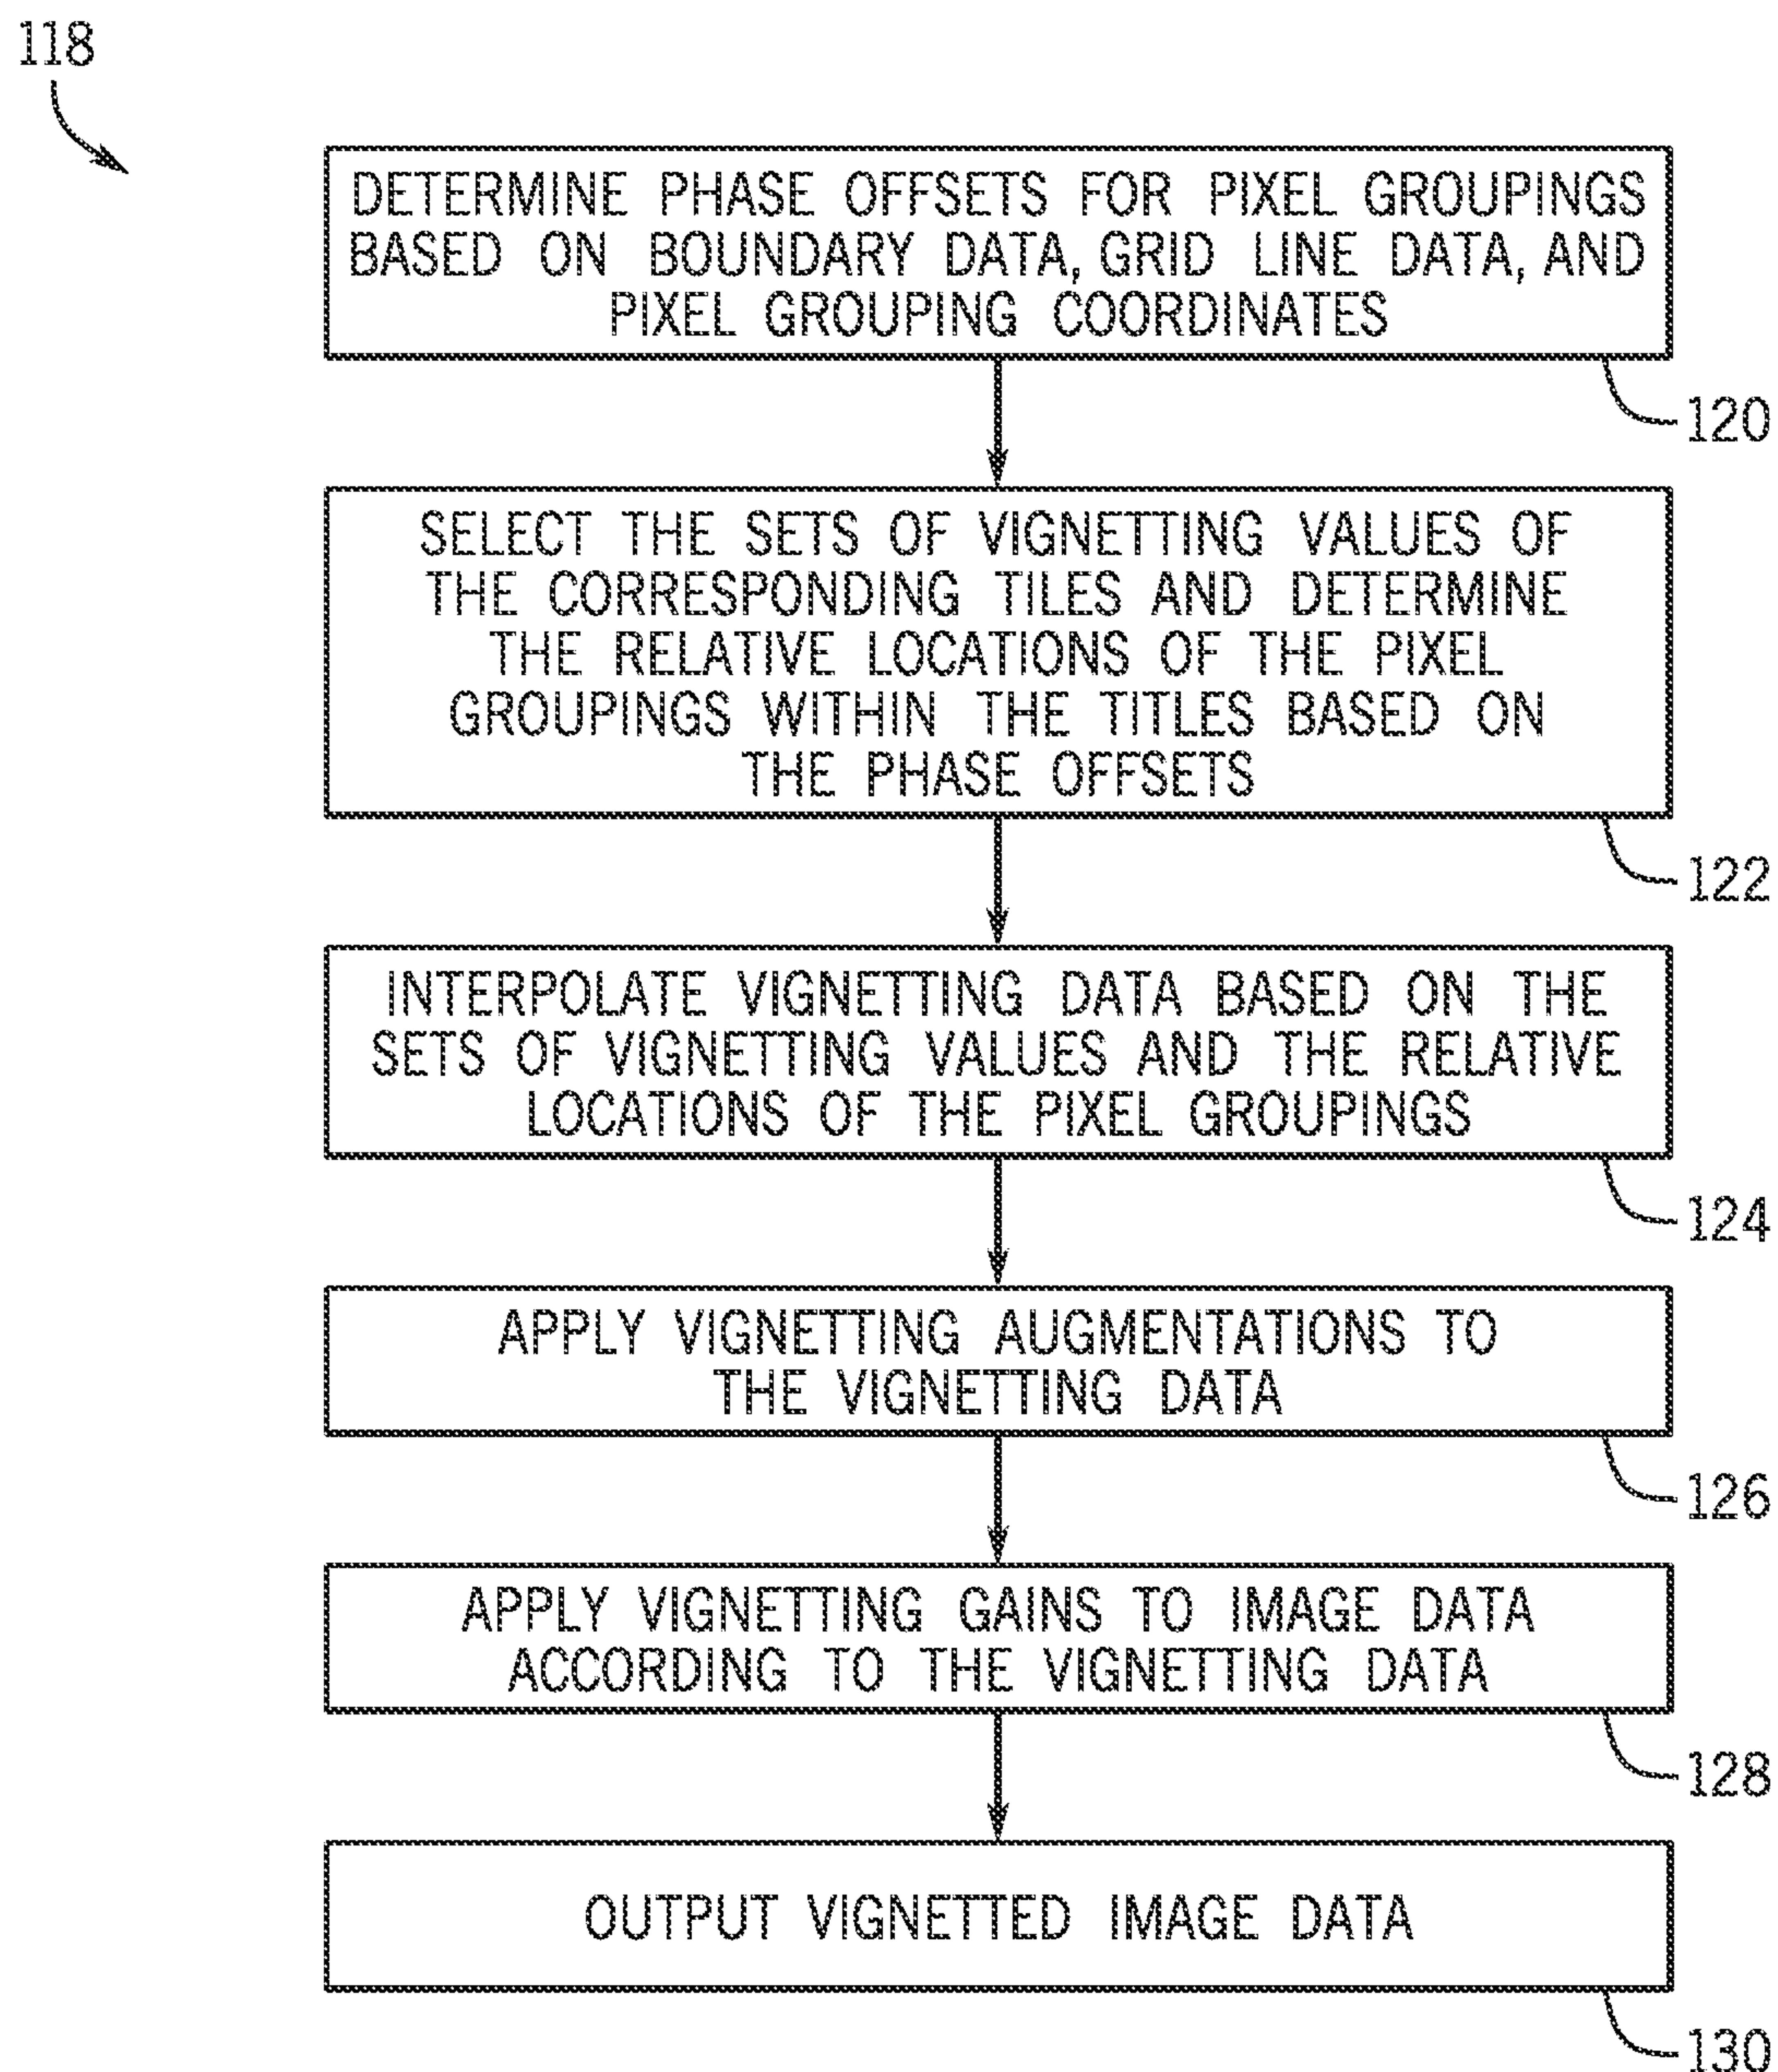 118
DETERMINE PHASE OFFSETS FOR PIXEL GROUPINGS
BASED ON BOUNDARY DATA, GRID LINE DATA, AND
PIXEL GROUPING COORDINATES
120
SELECT THE SETS OF VIGNETTING VALUES OF
THE CORRESPONDING TILES AND DETERMINE
THE RELATIVE LOCATIONS OF THE PIXEL
GROUPINGS WITHIN THE TITLES BASED ON
THE PHASE OFFSETS
122
INTERPOLATE VIGNETTING DATA BASED ON THE
SETS OF VIGNETTING VALUES AND THE RELATIVE
LOCATIONS OF THE PIXEL GROUPINGS
124
APPLY VIGNETTING AUGMENTATIONS TO
THE VIGNETTING DATA
126
APPLY VIGNETTING GAINS TO IMAGE DATA
ACCORDING TO THE VIGNETTING DATA
128
OUTPUT VIGNETTED IMAGE DATA
130